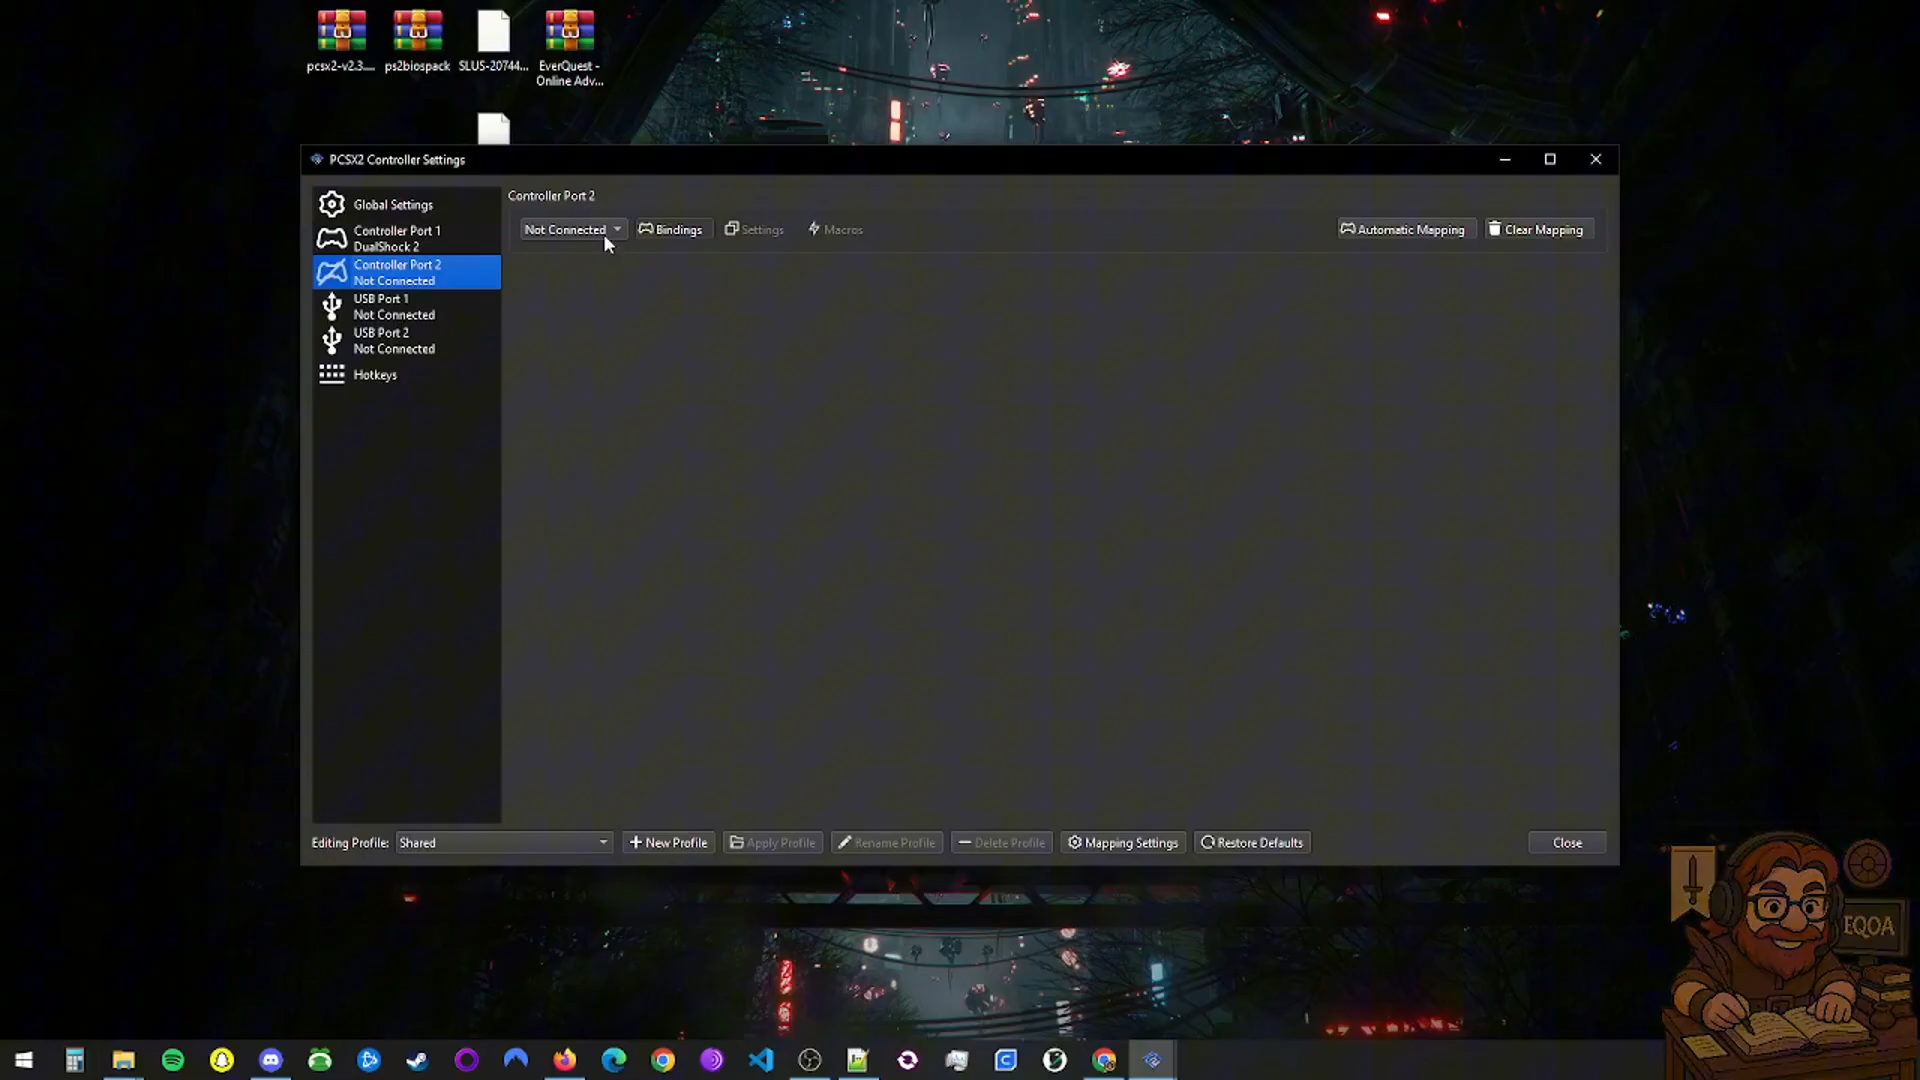 pcsx2-v2.3....
ps2biospack
SLUS-20744...
EverQuest -
Online Adv...
PCSX2 Controller Settings
Global Settings
Controller Port 1
DualShock 2
Controller Port 2
Not Connected
USB Port 1
Not Connected
USB Port 2
Not Connected
Hotkeys
Controller Port 2
Not Connected
Bindings
Settings
Macros
Automatic Mapping
Clear Mapping
Editing Profile:
Shared
New Profile
Apply Profile
Rename Profile
Delete Profile
Mapping Settings
Restore Defaults
Close
EQOA